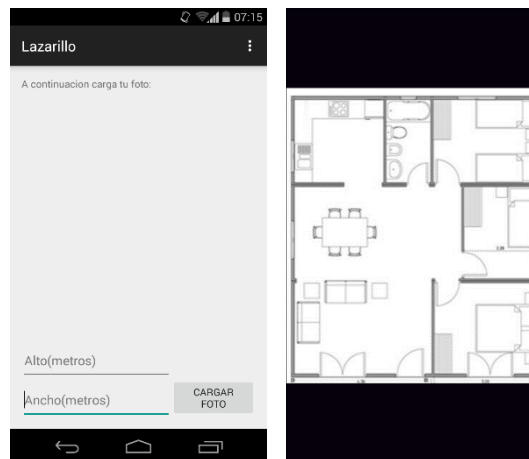 07:15
Lazarillo
A continuacion carga tu foto:
Alto(metros)
Ancho(metros)
CARGAR
FOTO